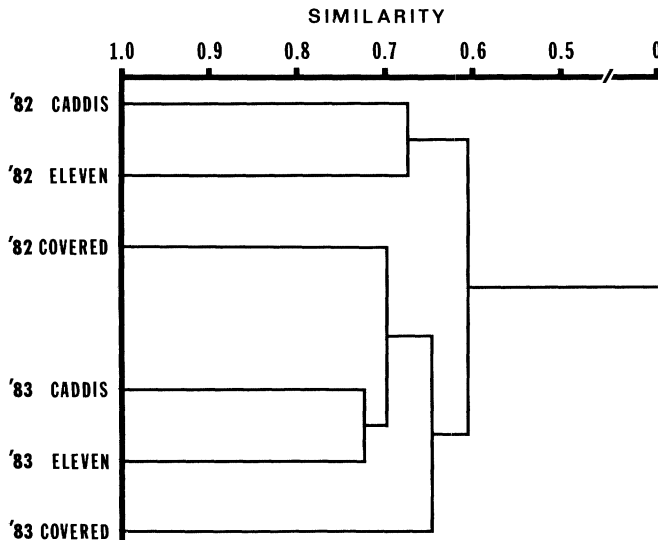 SIMILARITY
1.0 0.9 0.8 0.7 0.6 0.5
'82 CADDIS
'82 ELEVEN
'82 COVERED
'83 CADDIS
'83 ELEVEN
'83 COVERED